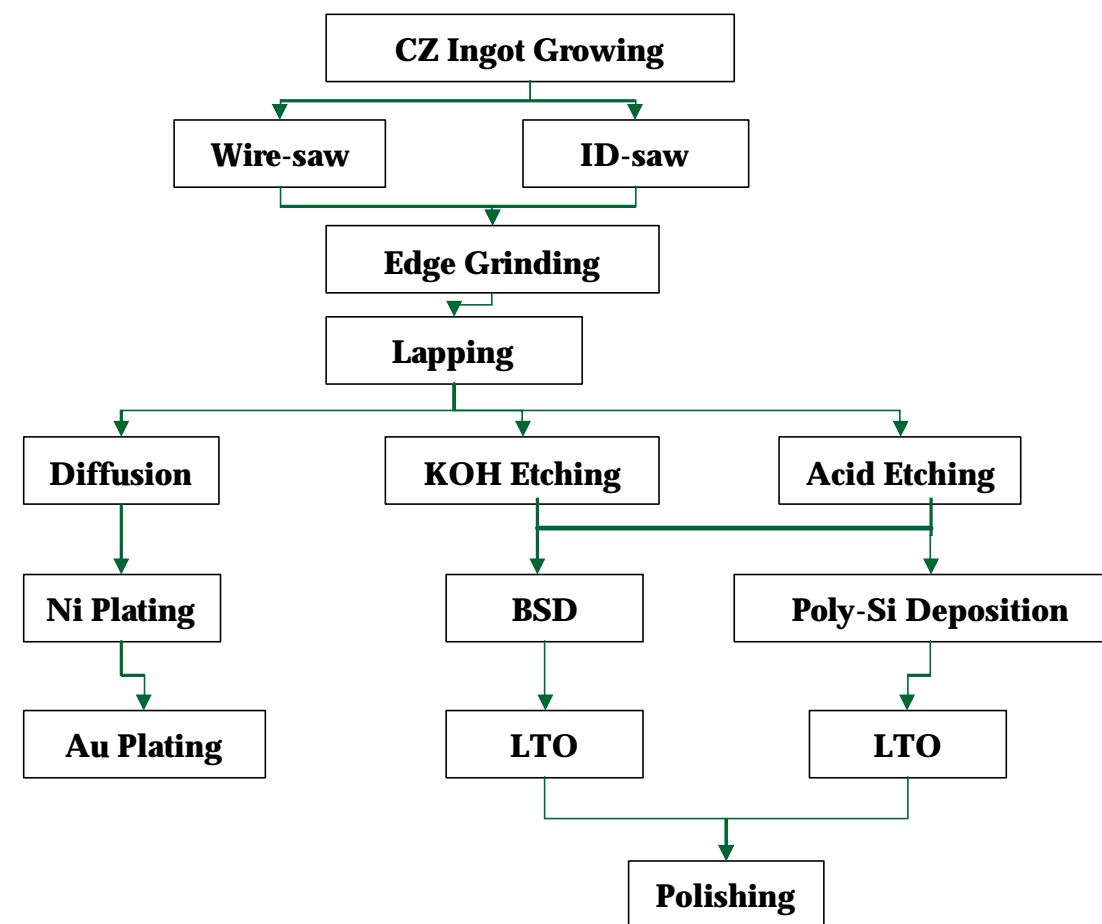 CZ Ingot Growing
Wire-saw
ID-saw
Edge Grinding
Lapping
Diffusion
KOH Etching
Acid Etching
Ni Plating
BSD
Poly-Si Deposition
Au Plating
LTO
LTO
Polishing